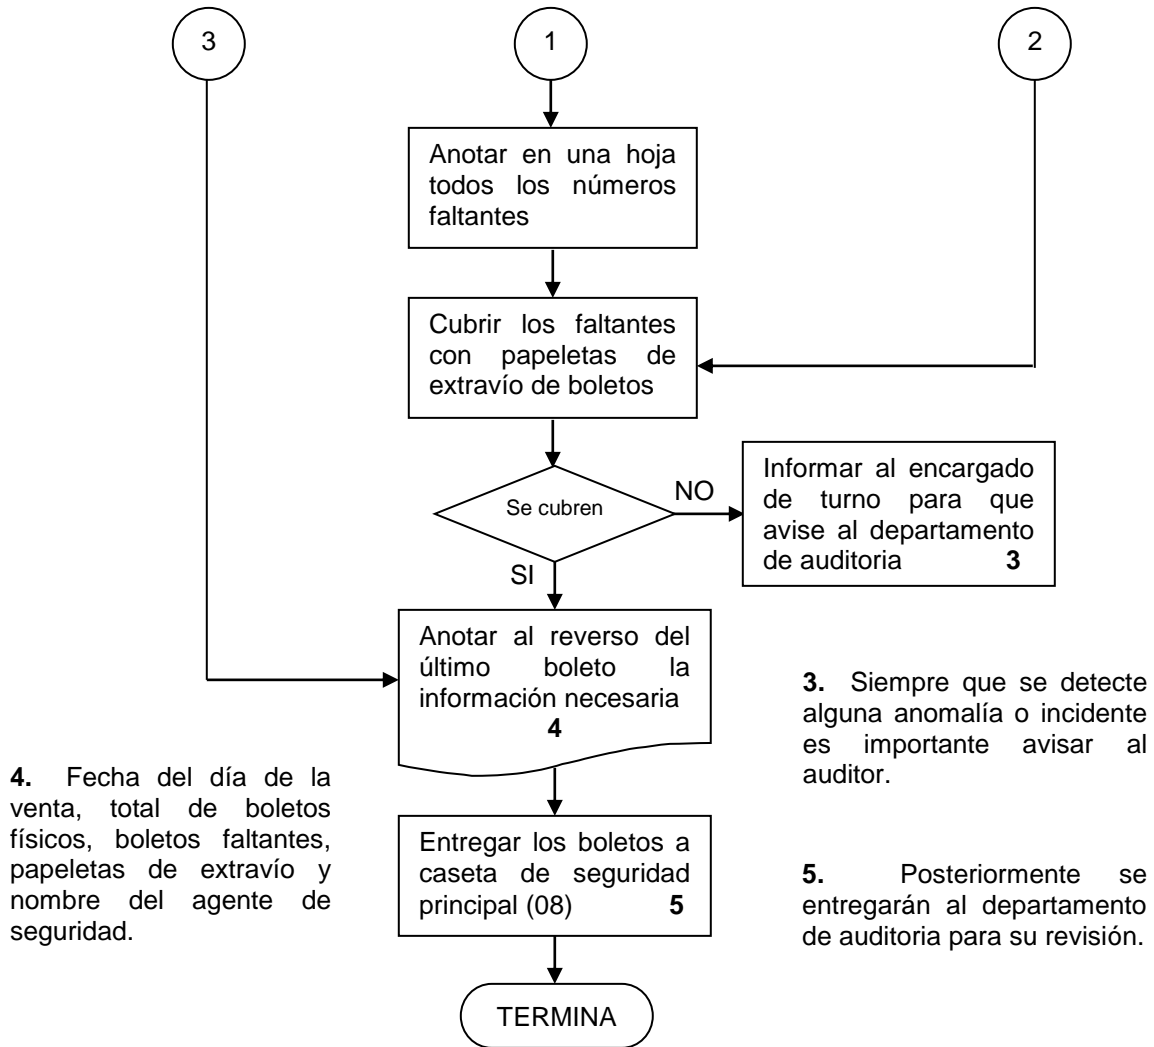 3
1
2
Anotar en una hoja
todos los números
faltantes
Cubrir los faltantes
con papeletas de
extravío de boletos
Se cubren
NO
Informar al encargado
de turno para que
avise al departamento
de auditoria 3
SI
Anotar al reverso del
último boleto la
información necesaria
4
3. Siempre que se detecte
alguna anomalía o incidente
es importante avisar al
auditor.
4. Fecha del día de la
venta, total de boletos
físicos, boletos faltantes,
papeletas de extravío y
nombre del agente de
seguridad.
Entregar los boletos a
caseta de seguridad
principal (08) 5
5. Posteriormente se
entregarán al departamento
de auditoria para su revisión.
TERMINA